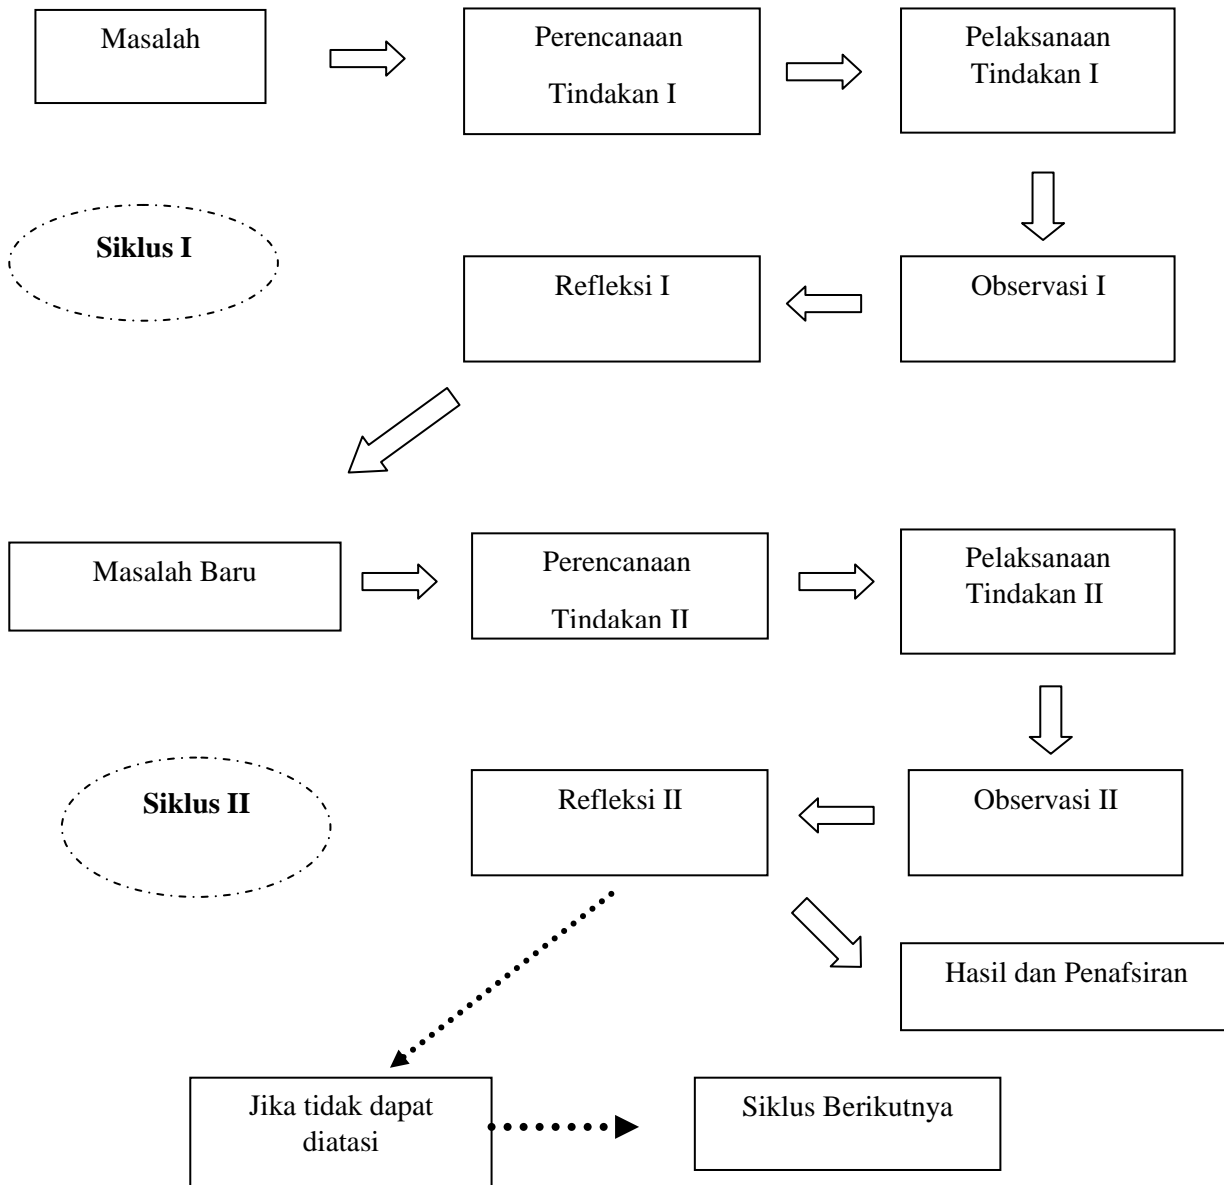 Masalah
Perencanaan
Tindakan I
Pelaksanaan
Tindakan I
Siklus I
Refleksi I
Observasi I
Masalah Baru
Perencanaan
Tindakan II
Pelaksanaan
Tindakan II
Siklus II
Refleksi II
Observasi II
Hasil dan Penafsiran
Jika tidak dapat
diatasi
Siklus Berikutnya